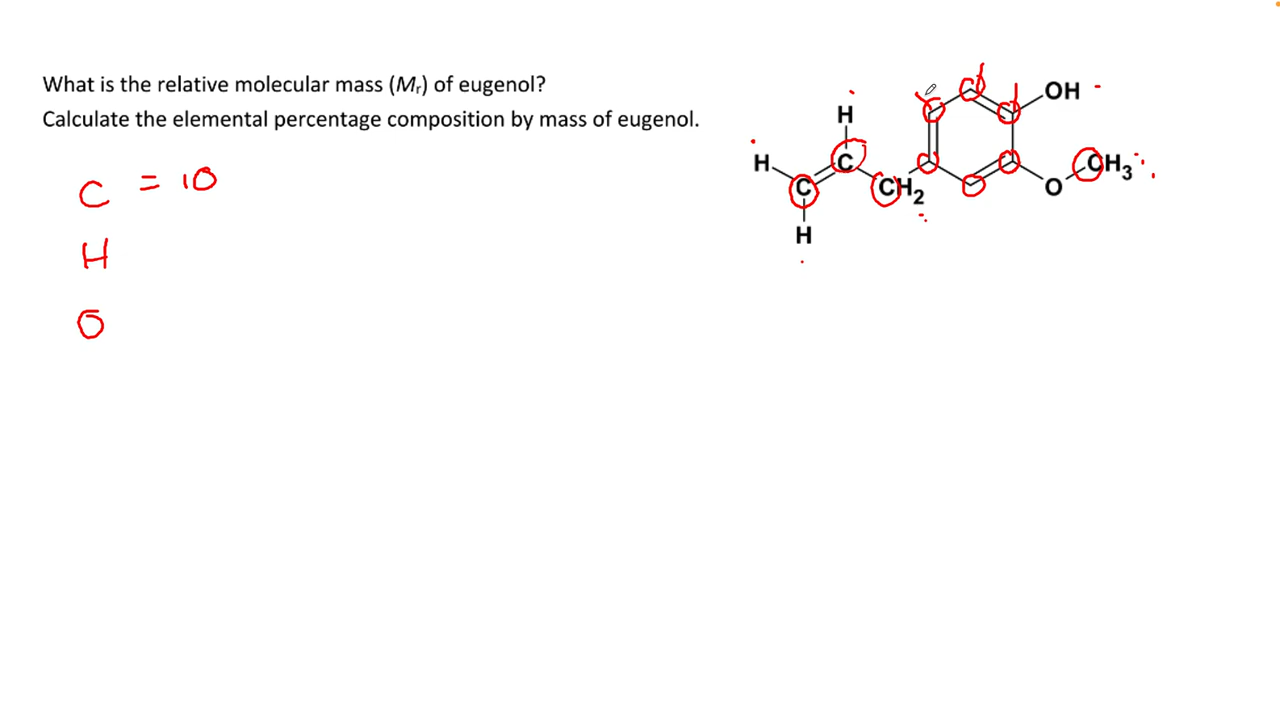 What is the relative molecular mass (Mr) of eugenol?
Calculate the elemental percentage composition by mass of eugenol.
C = 10
H
O
H
H
C
C
H
CH2
OH
O
CH3